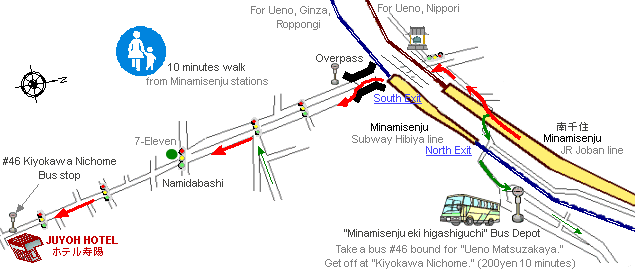 For Ueno, Ginza,
Roppongi
For Ueno, Nippori
10 minutes walk
from Minamisenju stations
Overpass
N
South Exit
7-Eleven
Minamisenju
Subway Hibiya line
南千住
Minamisenju
JR Joban line
North Exit
#46 Kiyokawa Nichome
Bus stop
Namidabashi
JUYOH HOTEL
ホテル寿陽
"Minamisenju eki higashiguchi" Bus Depot
Take a bus #46 bound for "Ueno Matsuzakaya."
Get off at "Kiyokawa Nichome." (200yen 10 minutes)